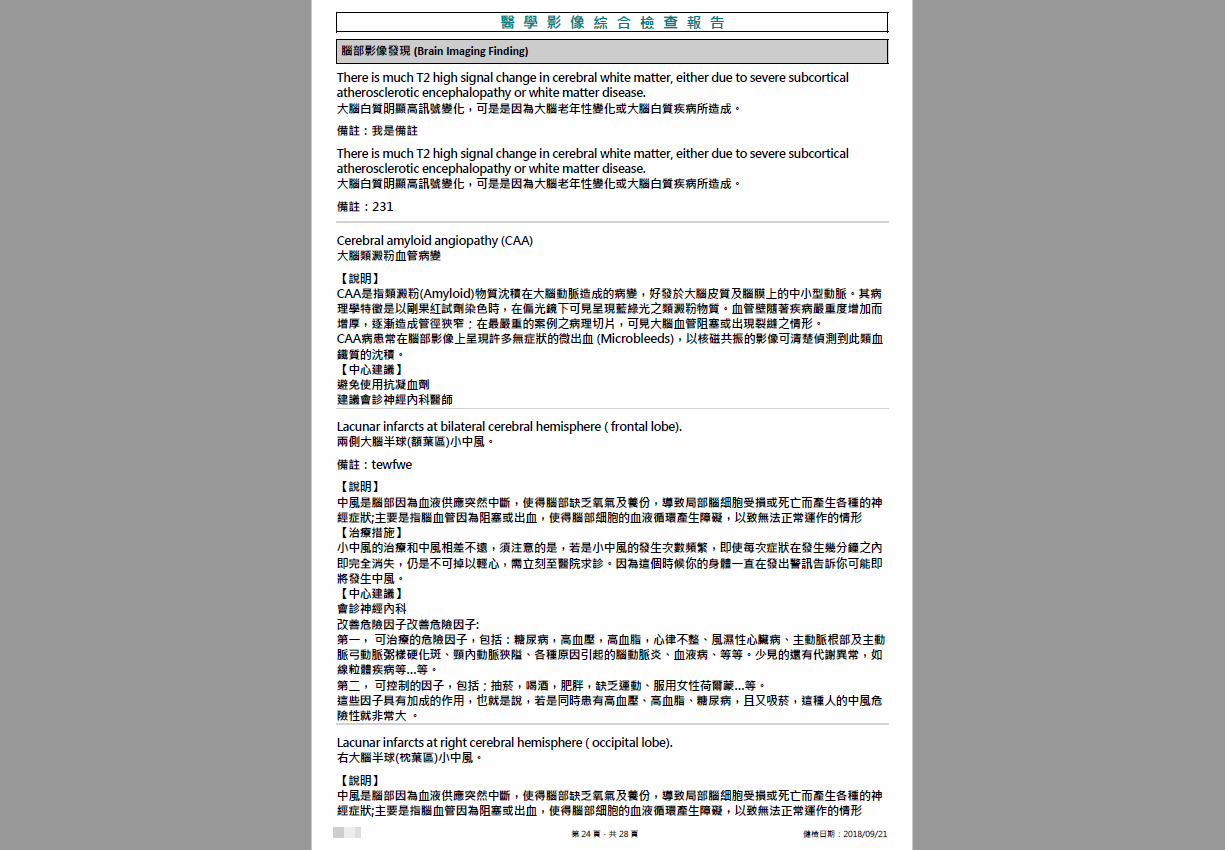 醫學影像綜合檢查報告
腦部影像發現 (Brain Imaging Finding)
There is much T2 high signal change in cerebral white matter, either due to severe subcortical
atherosclerotic encephalopathy or white matter disease.
大腦白質明顯高訊號變化，可是是因為大腦老年性變化或大腦白質疾病所造成。
備註：我是備註
There is much T2 high signal change in cerebral white matter, either due to severe subcortical
atherosclerotic encephalopathy or white matter disease.
大腦白質明顯高訊號變化，可是是因為大腦老年性變化或大腦白質疾病所造成。
備註：231
Cerebral amyloid angiopathy (CAA)
大腦類澱粉血管病變
【說明】
CAA是指類澱粉(Amyloid)物質沈積在大腦動脈造成的病變，好發於大腦皮質及腦膜上的中小型動脈。其病
理學特徵是以剛果紅試劑染色時，在偏光鏡下可見呈現藍綠光之類澱粉物質。血管壁隨著疾病嚴重度增加而
增厚，逐漸造成管徑狹窄；在最嚴重的案例之病理切片，可見大腦血管阻塞或出現裂縫之情形。
CAA病患常在腦部影像上呈現許多無症狀的微出血 (Microbleeds)，以核磁共振的影像可清楚偵測到此類血
鐵質的沈積。
【中心建議】
避免使用抗凝血劑
建議會診神經內科醫師
Lacunar infarcts at bilateral cerebral hemisphere ( frontal lobe).
兩側大腦半球(額葉區)小中風。
備註：tewfwe
【說明】
中風是腦部因為血液供應突然中斷，使得腦部缺乏氧氣及養份，導致局部腦細胞受損或死亡而產生各種的神
經症狀;主要是指腦血管因為阻塞或出血，使得腦部細胞的血液循環產生障礙，以致無法正常運作的情形
【治療措施】
小中風的治療和中風相差不遠，須注意的是，若是小中風的發生次數頻繁，即使每次症狀在發生幾分鐘之內
即完全消失，仍是不可掉以輕心，需立刻至醫院求診。因為這個時候你的身體一直在發出警訊告訴你可能即
將發生中風。
【中心建議】
會診神經內科
改善危險因子改善危險因子:
第一， 可治療的危險因子，包括：糖尿病，高血壓，高血脂，心律不整、風濕性心臟病、主動脈根部及主動
脈弓動脈粥樣硬化斑、頸內動脈狹隘、各種原因引起的腦動脈炎、血液病、等等。少見的還有代謝異常，如
線粒體疾病等...等。
第二， 可控制的因子，包括；抽菸，喝酒，肥胖，缺乏運動、服用女性荷爾蒙...等。
這些因子具有加成的作用，也就是說，若是同時患有高血壓、高血脂、糖尿病，且又吸菸，這種人的中風危
險性就非常大 。
Lacunar infarcts at right cerebral hemisphere ( occipital lobe).
右大腦半球(枕葉區)小中風。
【說明】
中風是腦部因為血液供應突然中斷，使得腦部缺乏氧氣及養份，導致局部腦細胞受損或死亡而產生各種的神
經症狀;主要是指腦血管因為阻塞或出血，使得腦部細胞的血液循環產生障礙，以致無法正常運作的情形
第 24 頁 - 共 28 頁
健檢日期：2018/09/21